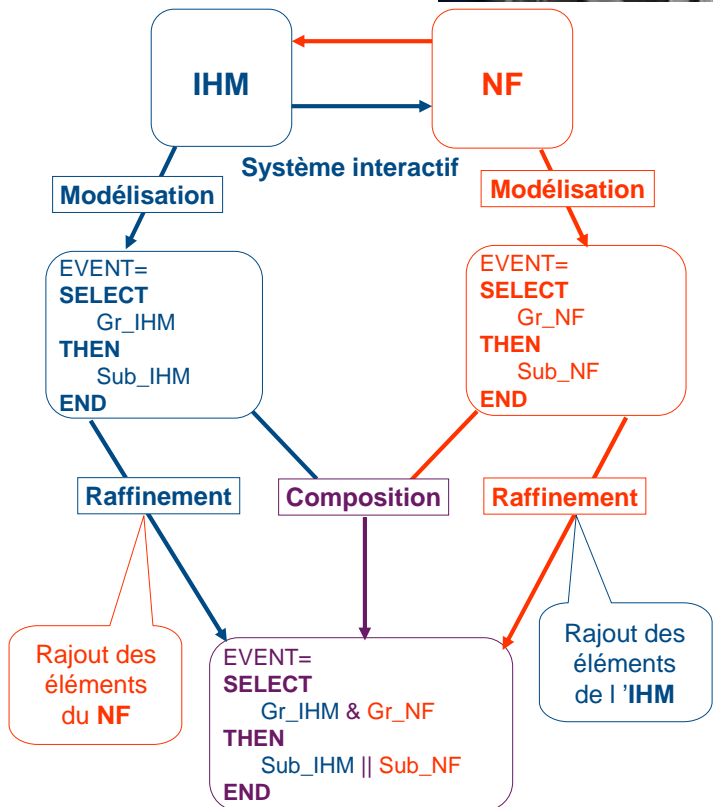 IHM
NF
Système interactif
Modélisation
Modélisation
EVENT=
SELECT
Gr_IHM
THEN
Sub_IHM
END
EVENT=
SELECT
Gr_NF
THEN
Sub_NF
END
Raffinement
Composition
Raffinement
Rajout des
éléments
du NF
EVENT=
SELECT
Gr_IHM & Gr_NF
THEN
Sub_IHM || Sub_NF
END
Rajout des
éléments
de l 'IHM